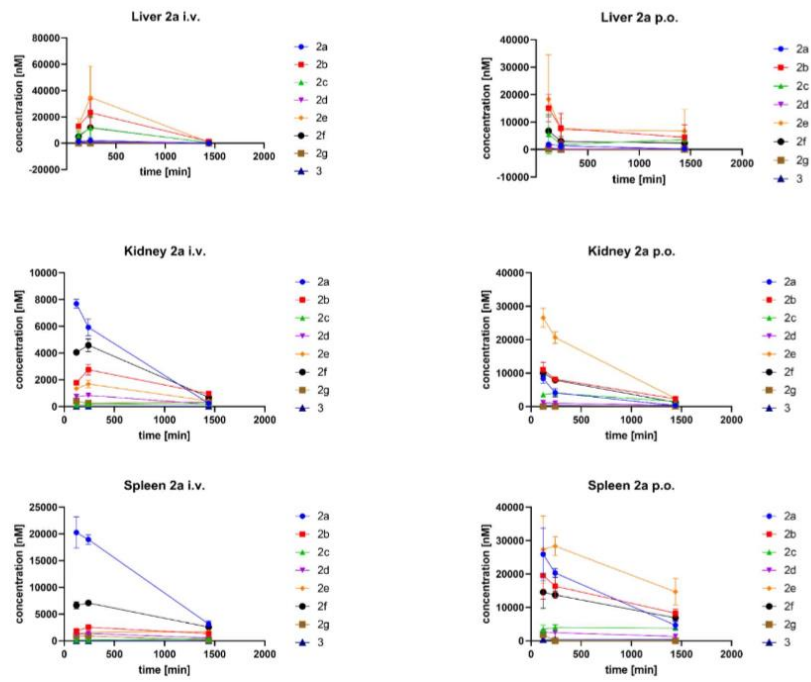 Liver 2a i.v.
80000
60000
40000
20000
0
-20000
500
1000
1500
2000
concentration [nM]
time [min]
2a
2b
2c
2d
2e
2f
2g
3
Liver 2a p.o.
40000
30000
20000
10000
0
-10000
500
1000
1500
2000
concentration [nM]
time [min]
2a
2b
2c
2d
2e
2f
2g
3
Kidney 2a i.v.
10000
8000
6000
4000
2000
0
0
500
1000
1500
2000
concentration [nM]
time [min]
2a
2b
2c
2d
2e
2f
2g
3
Kidney 2a p.o.
40000
30000
20000
10000
0
0
500
1000
1500
2000
concentration [nM]
time [min]
2a
2b
2c
2d
2e
2f
2g
3
Spleen 2a i.v.
25000
20000
15000
10000
5000
0
0
500
1000
1500
2000
concentration [nM]
time [min]
2a
2b
2c
2d
2e
2f
2g
3
Spleen 2a p.o.
40000
30000
20000
10000
0
0
500
1000
1500
2000
concentration [nM]
time [min]
2a
2b
2c
2d
2e
2f
2g
3